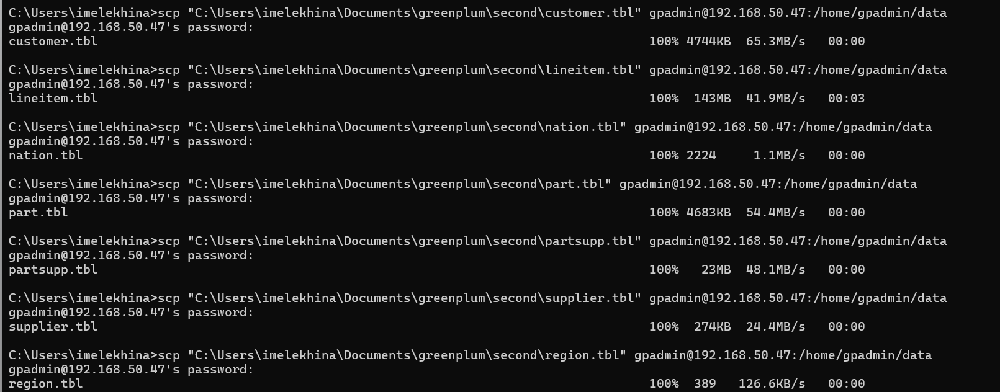 C:\Users\imelekhina>scp "C:\Users\imelekhina\Documents\greenplum\second\customer.tbl" gpadmin@192.168.50.47:/home/gpadmin/data
gpadmin@192.168.50.47's password:
customer.tbl 100% 4744KB 65.3MB/s 00:00
C:\Users\imelekhina>scp "C:\Users\imelekhina\Documents\greenplum\second\lineitem.tbl" gpadmin@192.168.50.47:/home/gpadmin/data
gpadmin@192.168.50.47's password:
lineitem.tbl 100% 143MB 41.9MB/s 00:03
C:\Users\imelekhina>scp "C:\Users\imelekhina\Documents\greenplum\second\nation.tbl" gpadmin@192.168.50.47:/home/gpadmin/data
gpadmin@192.168.50.47's password:
nation.tbl 100% 2224 1.1MB/s 00:00
C:\Users\imelekhina>scp "C:\Users\imelekhina\Documents\greenplum\second\part.tbl" gpadmin@192.168.50.47:/home/gpadmin/data
gpadmin@192.168.50.47's password:
part.tbl 100% 4683KB 54.4MB/s 00:00
C:\Users\imelekhina>scp "C:\Users\imelekhina\Documents\greenplum\second\partsupp.tbl" gpadmin@192.168.50.47:/home/gpadmin/data
gpadmin@192.168.50.47's password:
partsupp.tbl 100% 23MB 48.1MB/s 00:00
C:\Users\imelekhina>scp "C:\Users\imelekhina\Documents\greenplum\second\supplier.tbl" gpadmin@192.168.50.47:/home/gpadmin/data
gpadmin@192.168.50.47's password:
supplier.tbl 100% 274KB 24.4MB/s 00:00
C:\Users\imelekhina>scp "C:\Users\imelekhina\Documents\greenplum\second\region.tbl" gpadmin@192.168.50.47:/home/gpadmin/data
gpadmin@192.168.50.47's password:
region.tbl 100% 389 126.6KB/s 00:00